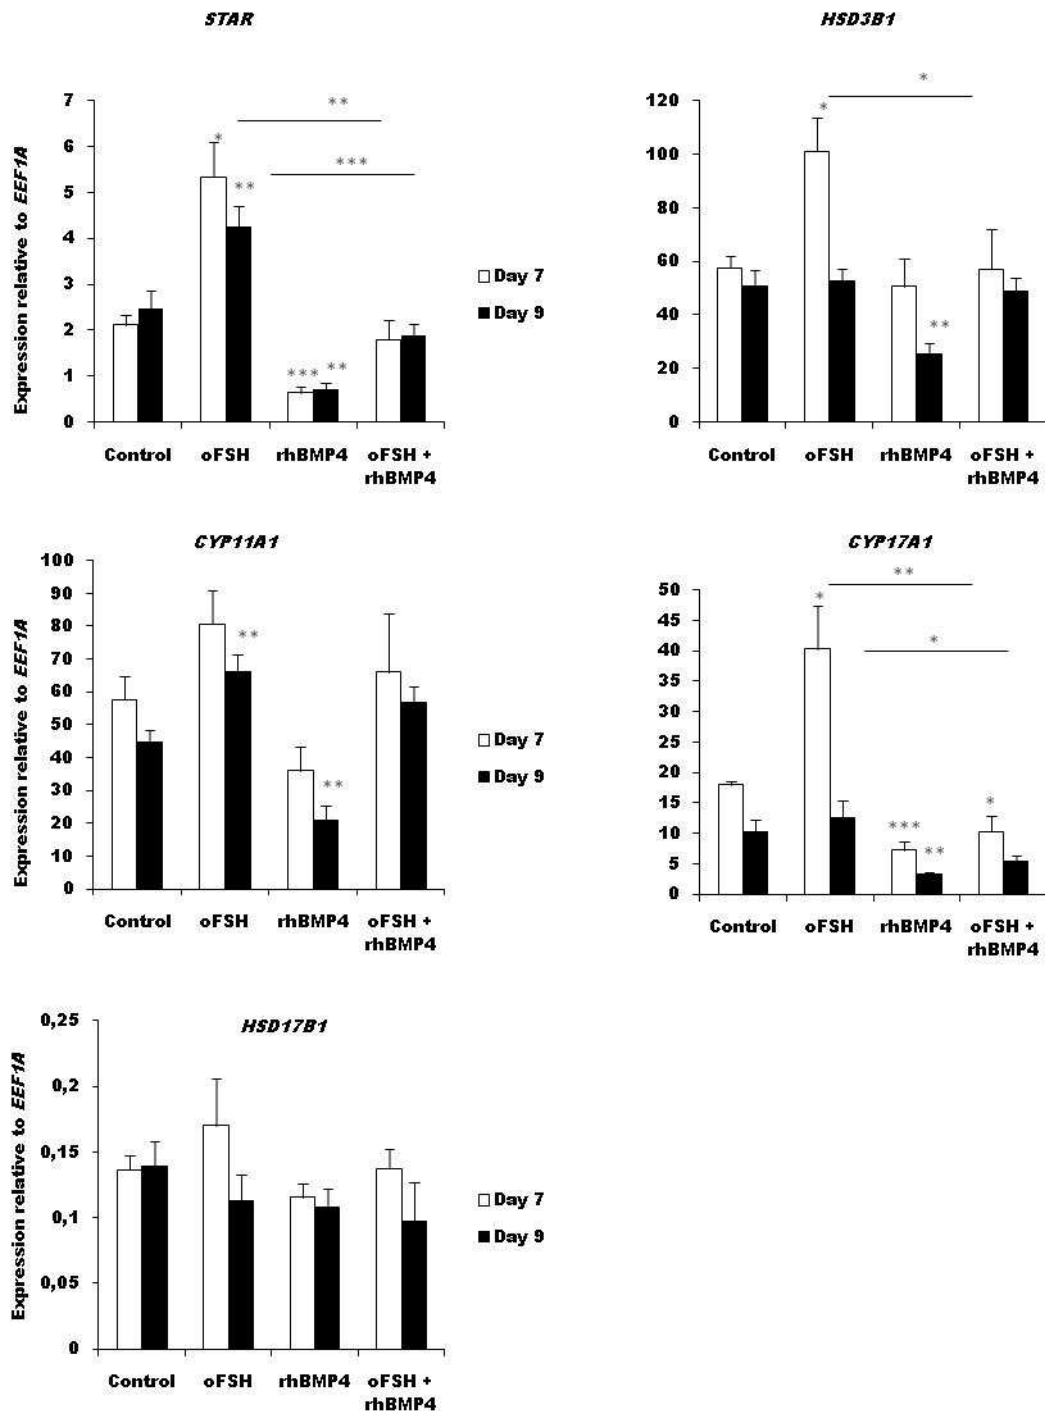 STAR
HSD3B1
Expression relative to EEF1A
7
6
5
4
3
2
1
0
**
***
*
**
***
**
Day 7
Day 9
Control
oFSH
rhBMP4
oFSH +
rhBMP4
120
100
80
60
40
20
0
*
*
**
Control
oFSH
rhBMP4
oFSH +
rhBMP4
CYP11A1
CYP17A1
Expression relative to EEF1A
100
90
80
70
60
50
40
30
20
10
0
**
**
Day 7
Day 9
Control
oFSH
rhBMP4
oFSH +
rhBMP4
50
45
40
35
30
25
20
15
10
5
0
**
*
*
***
**
*
Control
oFSH
rhBMP4
oFSH +
rhBMP4
HSD17B1
Expression relative to EEF1A
0,25
0,2
0,15
0,1
0,05
0
Day 7
Day 9
Control
oFSH
rhBMP4
oFSH +
rhBMP4